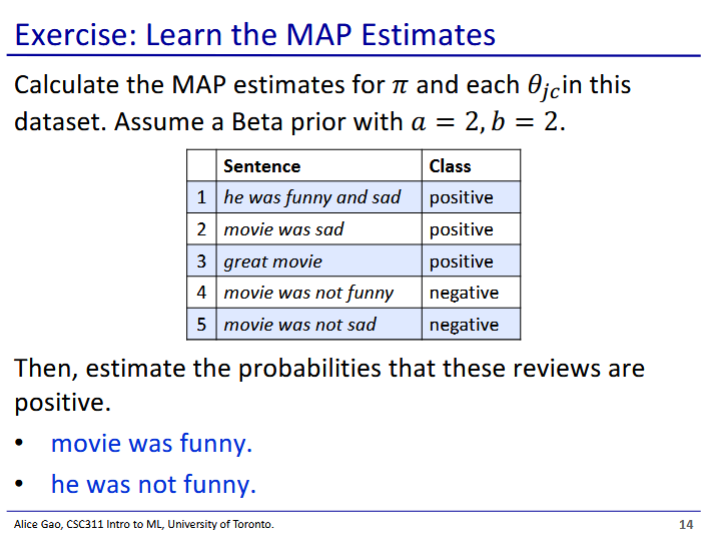 Exercise: Learn the MAP Estimates
Calculate the MAP estimates for π and each θjc in this
dataset. Assume a Beta prior with a = 2, b = 2.
Sentence Class
1 he was funny and sad positive
2 movie was sad positive
3 great movie positive
4 movie was not funny negative
5 movie was not sad negative
Then, estimate the probabilities that these reviews are
positive.
• movie was funny.
• he was not funny.
Alice Gao, CSC311 Intro to ML, University of Toronto. 14